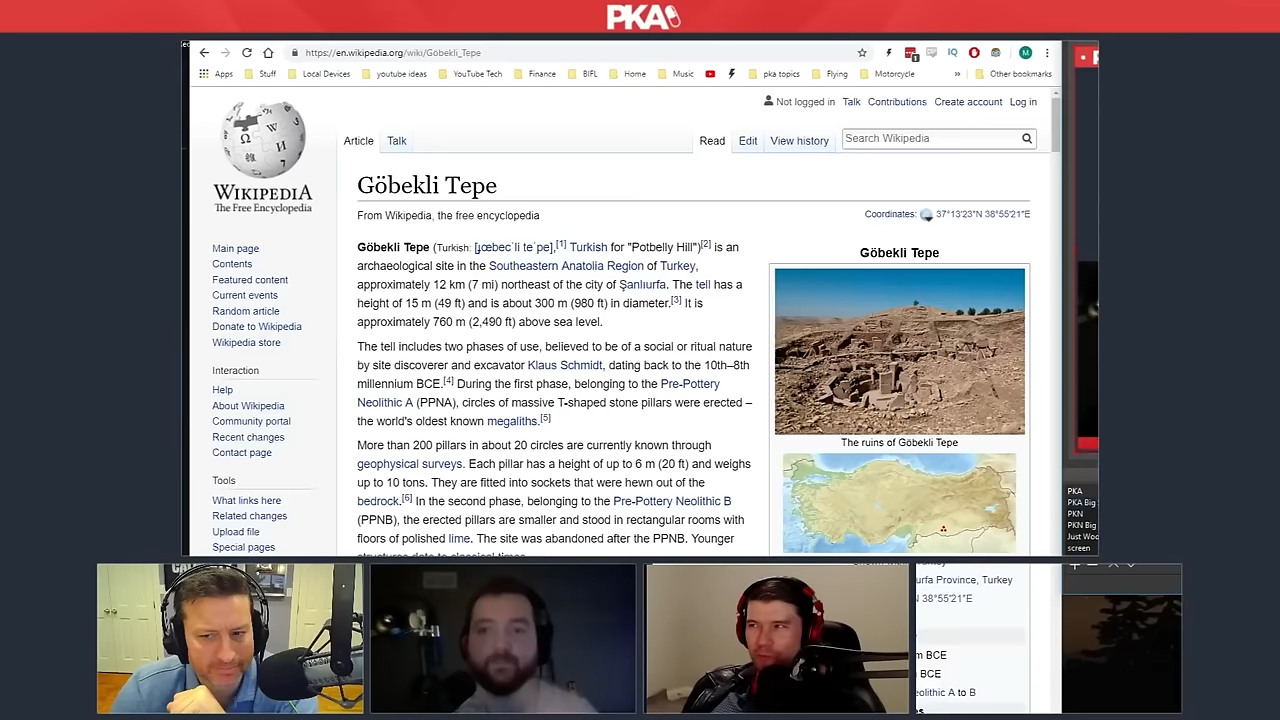 PKA
https://en.wikipedia.org/wiki/Göbekli_Tepe
1
IQ
M
Apps Stuff Local Devices youtube ideas YouTube Tech Finance BIFL Home Music pka topics Flying Motorcycle » Other bookmarks
Not logged in Talk Contributions Create account Log in
Article Talk Read Edit View history Search Wikipedia
WIKIPEDIA
The Free Encyclopedia
Main page
Contents
Featured content
Current events
Random article
Donate to Wikipedia
Wikipedia store
Interaction
Help
About Wikipedia
Community portal
Recent changes
Contact page
Tools
What links here
Related changes
Upload file
Special pages
Göbekli Tepe
From Wikipedia, the free encyclopedia
Coordinates: 37°13′23″N 38°55′21″E
Göbekli Tepe (Turkish: [ɟœbecˈli teˈpe],[1] Turkish for "Potbelly Hill")[2] is an
archaeological site in the Southeastern Anatolia Region of Turkey,
approximately 12 km (7 mi) northeast of the city of Şanlıurfa. The tell has a
height of 15 m (49 ft) and is about 300 m (980 ft) in diameter.[3] It is
approximately 760 m (2,490 ft) above sea level.
The tell includes two phases of use, believed to be of a social or ritual nature
by site discoverer and excavator Klaus Schmidt, dating back to the 10th–8th
millennium BCE.[4] During the first phase, belonging to the Pre-Pottery
Neolithic A (PPNA), circles of massive T-shaped stone pillars were erected –
the world's oldest known megaliths.[5]
More than 200 pillars in about 20 circles are currently known through
geophysical surveys. Each pillar has a height of up to 6 m (20 ft) and weighs
up to 10 tons. They are fitted into sockets that were hewn out of the
bedrock.[6] In the second phase, belonging to the Pre-Pottery Neolithic B
(PPNB), the erected pillars are smaller and stood in rectangular rooms with
floors of polished lime. The site was abandoned after the PPNB. Younger
structures date to classical times.
Göbekli Tepe
The ruins of Göbekli Tepe
PKA
PKA Big
PKN
PKN Big
Just Woo
screen
urfa Province, Turkey
N 38°55′21″E
m BCE
BCE
eolithic A to B